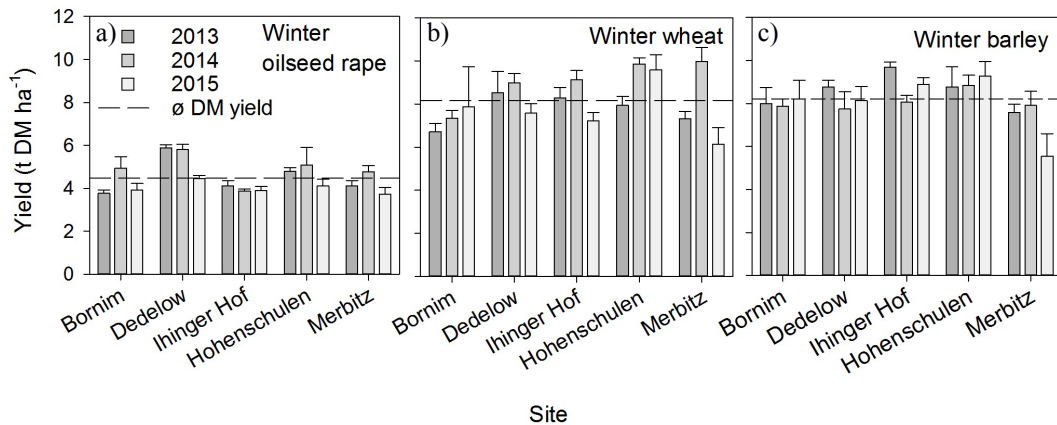 Yield (t DM ha⁻¹)
12
10
8
6
4
2
0
a)
2013
2014
2015
ø DM yield
Winter
oilseed rape
Bornim
Dedelow
Ihinger Hof
Hohenschulen
Merbitz
b)
Winter wheat
Bornim
Dedelow
Ihinger Hof
Hohenschulen
Merbitz
c)
Winter barley
Bornim
Dedelow
Ihinger Hof
Hohenschulen
Merbitz
Site